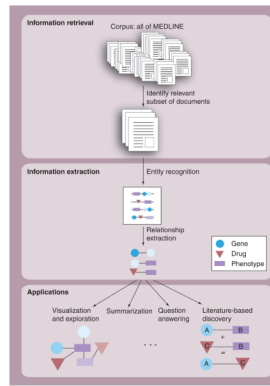 Information retrieval
Corpus: all of MEDLINE
Identify relevant
subset of documents
Information extraction
Entity recognition
Relationship
extraction
Gene
Drug
Phenotype
Applications
Visualization
and exploration
Summarization
Question
answering
Literature-based
discovery
. . .
A B
+
C B
=
A C